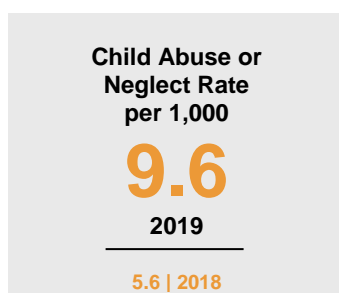 Child Abuse or
Neglect Rate
per 1,000
9.6
2019
5.6 | 2018